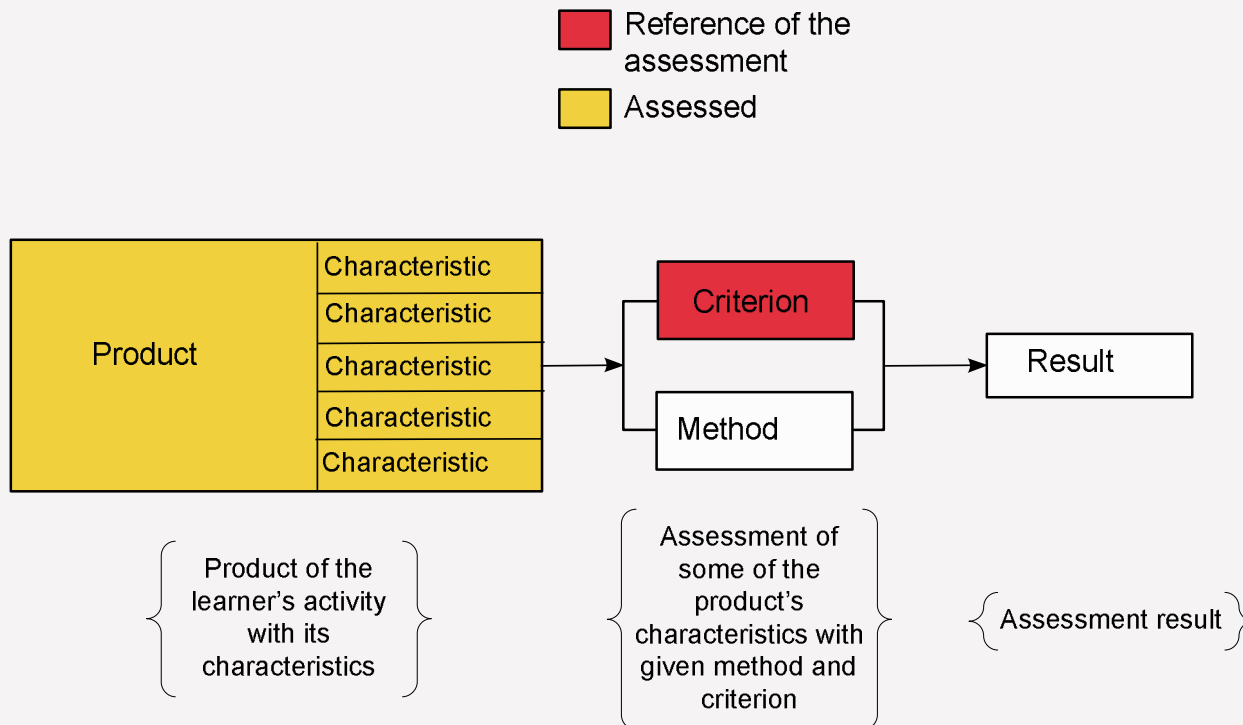 Reference of the
assessment
Assessed
Product
Characteristic
Characteristic
Characteristic
Characteristic
Characteristic
Criterion
Method
Result
Product of the
learner’s activity
with its
characteristics
Assessment of
some of the
product’s
characteristics with
given method and
criterion
Assessment result